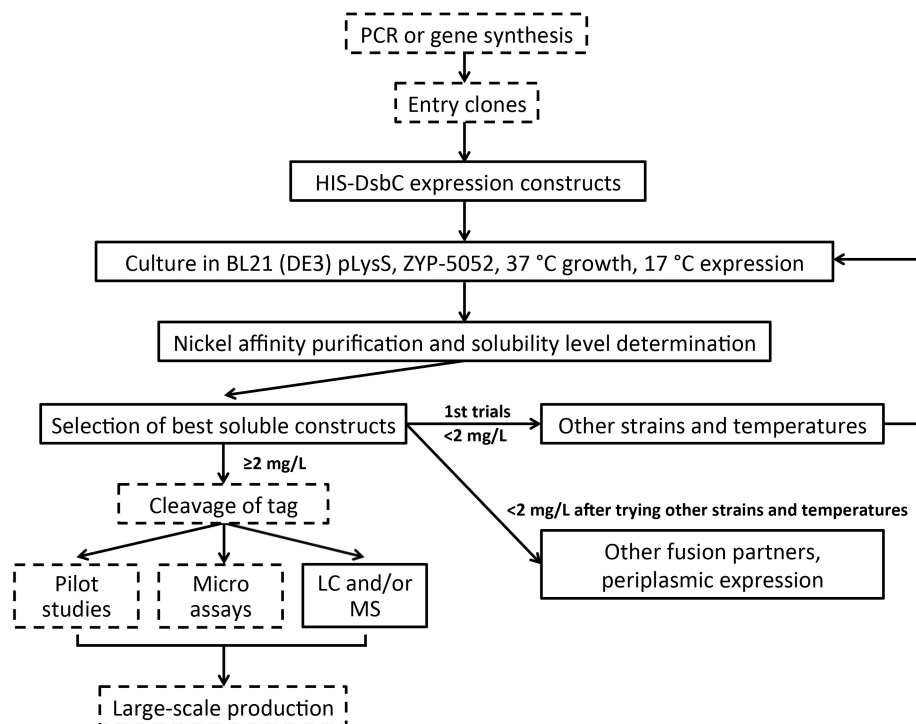 PCR or gene synthesis
Entry clones
HIS-DsbC expression constructs
Culture in BL21 (DE3) pLysS, ZYP-5052, 37 °C growth, 17 °C expression
Nickel affinity purification and solubility level determination
Selection of best soluble constructs
1st trials
<2 mg/L
Other strains and temperatures
≥2 mg/L
Cleavage of tag
<2 mg/L after trying other strains and temperatures
Other fusion partners,
periplasmic expression
Pilot
studies
Micro
assays
LC and/or
MS
Large-scale production